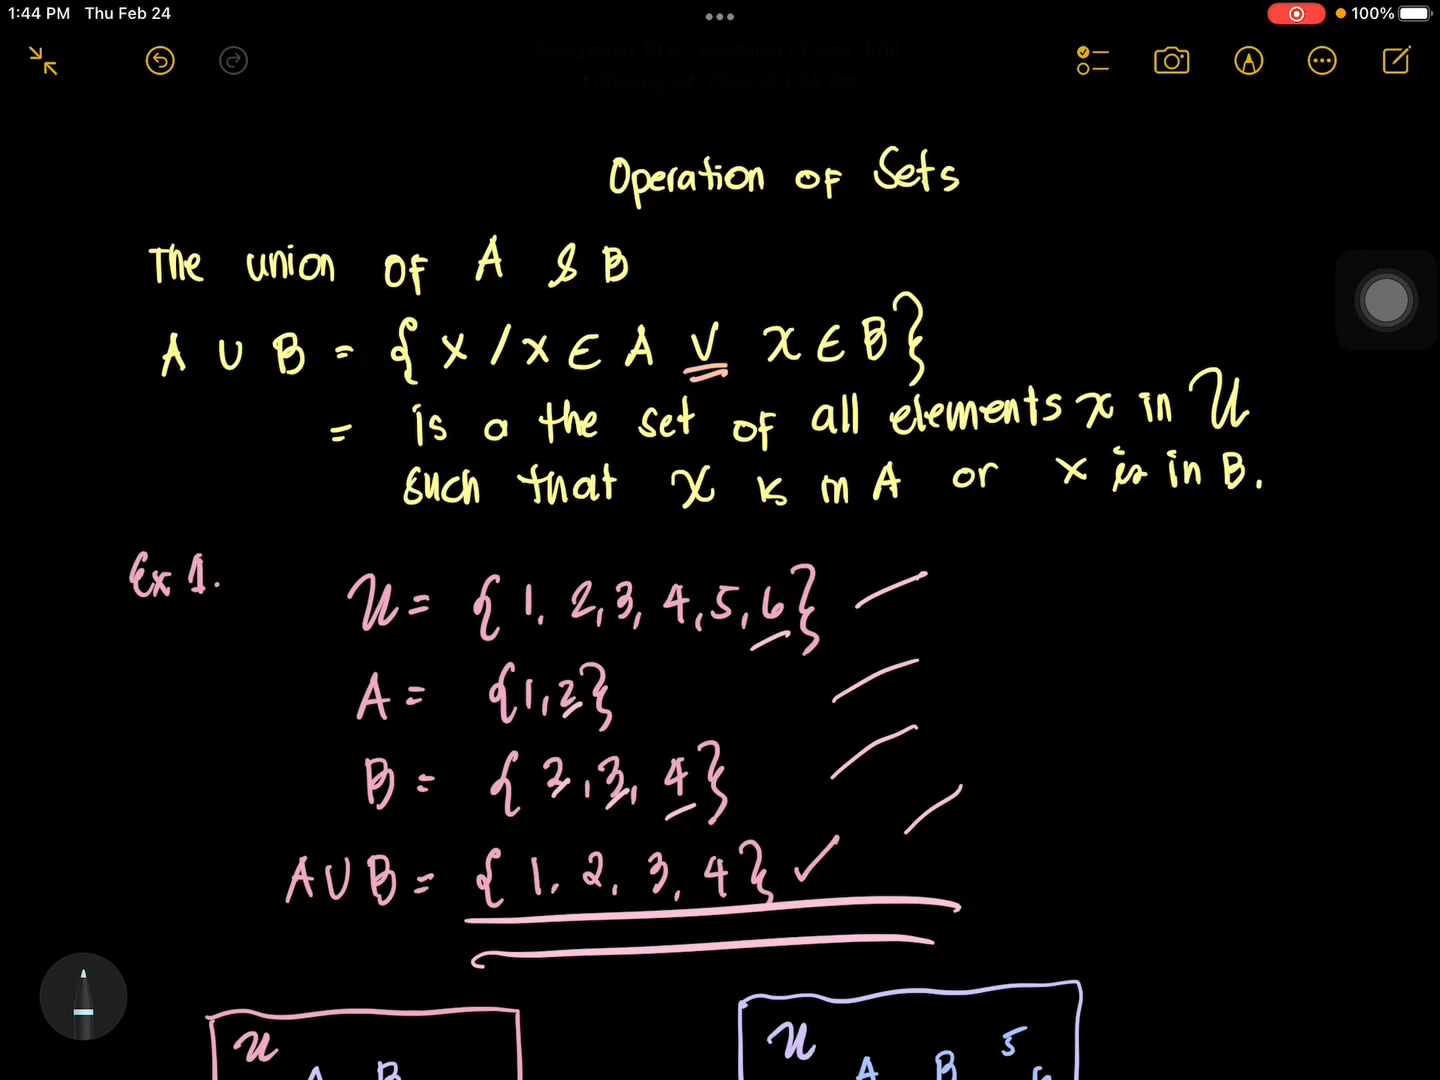 1:44 PM Thu Feb 24
100%
Operation of Sets
The union of A & B
A ∪ B = {x/x ∈ A ∨ x ∈ B}
= is a the set of all elements x in U
such that x is in A or x is in B.
Ex 1.
U = {1, 2, 3, 4, 5, 6}
A = {1, 2}
B = {2, 3, 4}
A ∪ B = {1, 2, 3, 4} ✓
U
A B
U 5
A B